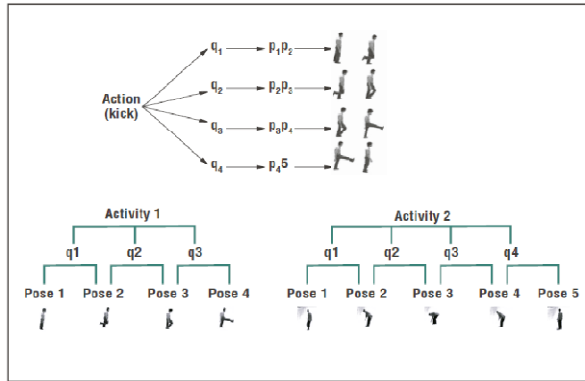 q1 p1p2
q2 p2p3
Action
(kick)
q3 p3p4
q4 p45
Activity 1 Activity 2
q1 q2 q3 q1 q2 q3 q4
Pose 1 Pose 2 Pose 3 Pose 4 Pose 1 Pose 2 Pose 3 Pose 4 Pose 5